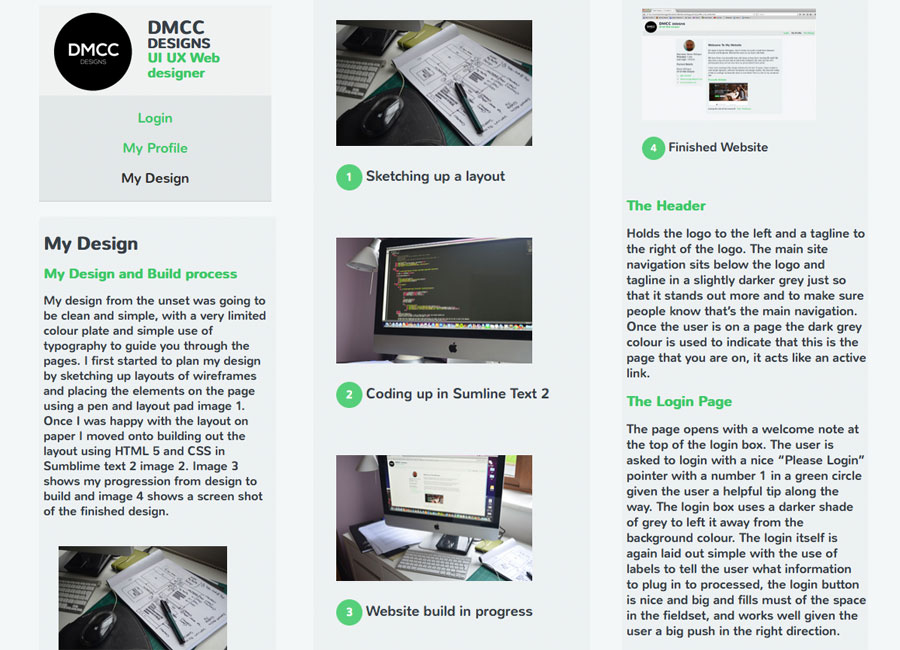 DMCC
DESIGNS
DMCC
DESIGNS
UI UX Web
designer
Login
My Profile
My Design
My Design
My Design and Build process
My design from the unset was going to
be clean and simple, with a very limited
colour plate and simple use of
typography to guide you through the
pages. I first started to plan my design
by sketching up layouts of wireframes
and placing the elements on the page
using a pen and layout pad image 1.
Once I was happy with the layout on
paper I moved onto building out the
layout using HTML 5 and CSS in
Sumblime text 2 image 2. Image 3
shows my progression from design to
build and image 4 shows a screen shot
of the finished design.
1 Sketching up a layout
2 Coding up in Sumline Text 2
3 Website build in progress
4 Finished Website
The Header
Holds the logo to the left and a tagline to
the right of the logo. The main site
navigation sits below the logo and
tagline in a slightly darker grey just so
that it stands out more and to make sure
people know that's the main navigation.
Once the user is on a page the dark grey
colour is used to indicate that this is the
page that you are on, it acts like an active
link.
The Login Page
The page opens with a welcome note at
the top of the login box. The user is
asked to login with a nice “Please Login”
pointer with a number 1 in a green circle
given the user a helpful tip along the
way. The login box uses a darker shade
of grey to left it away from the
background colour. The login itself is
again laid out simple with the use of
labels to tell the user what information
to plug in to processed, the login button
is nice and big and fills must of the space
in the fieldset, and works well given the
user a big push in the right direction.